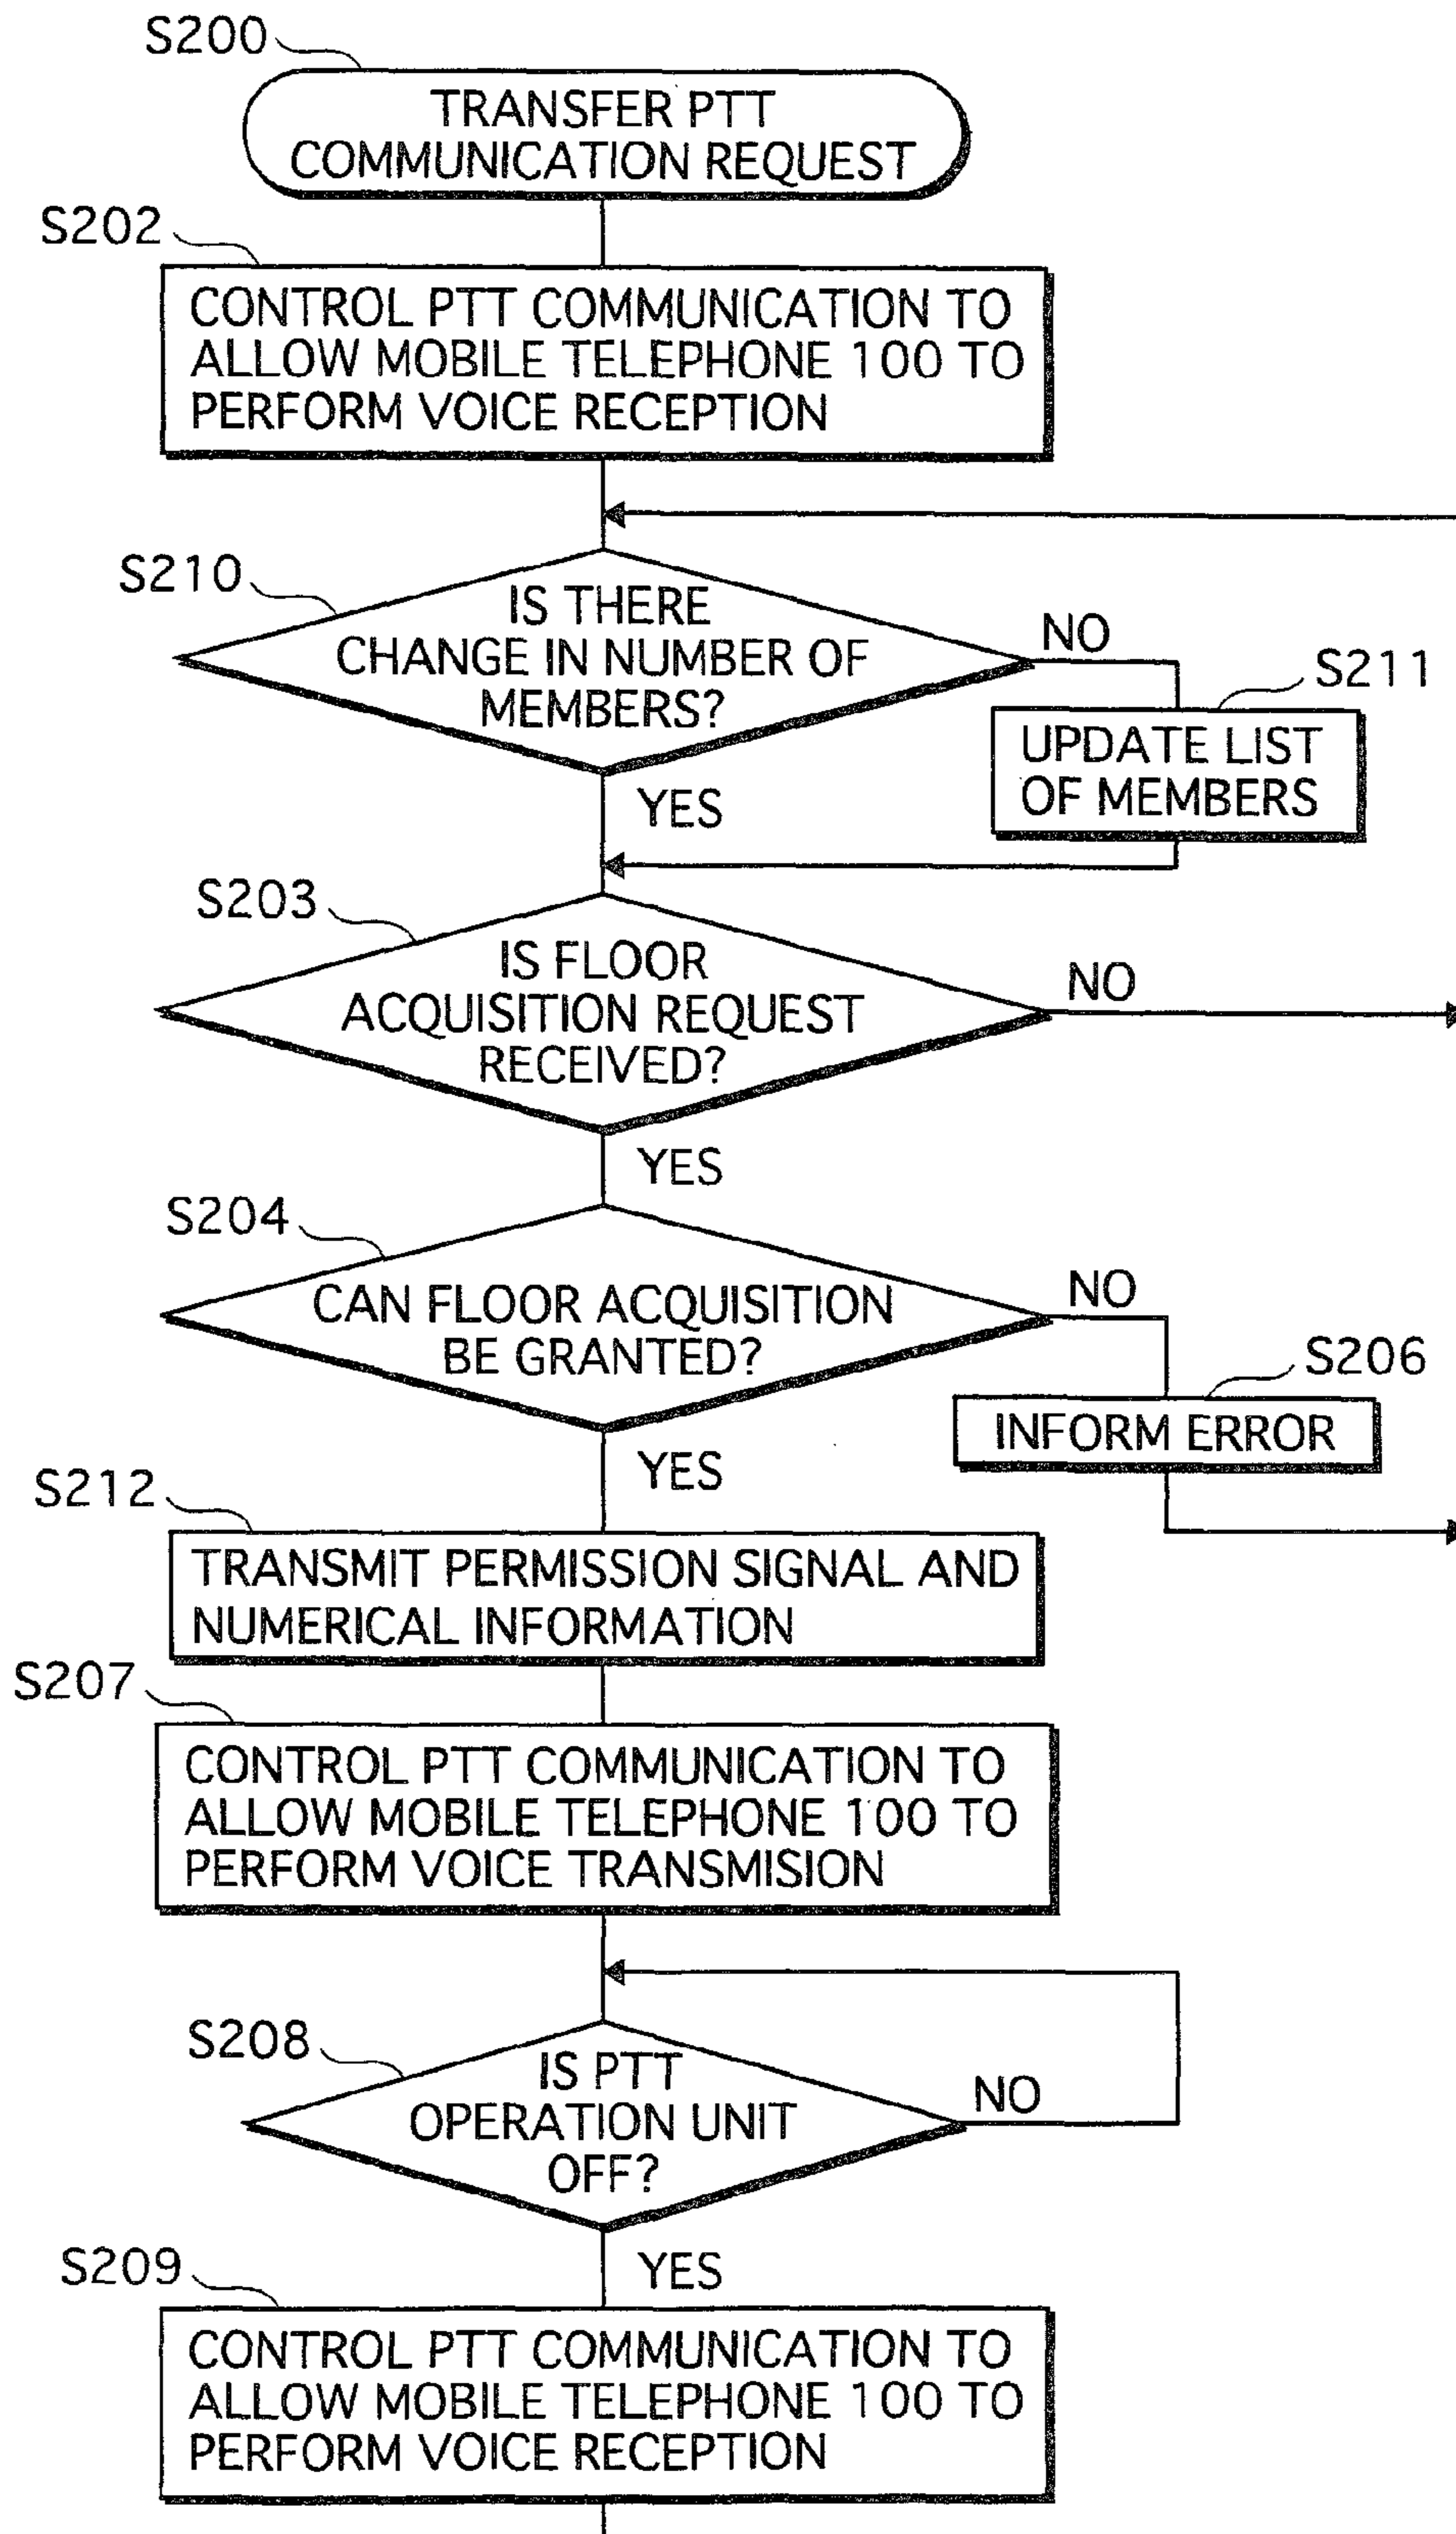 S200
TRANSFER PTT
COMMUNICATION REQUEST
S202
CONTROL PTT COMMUNICATION TO
ALLOW MOBILE TELEPHONE 100 TO
PERFORM VOICE RECEPTION
S210
IS THERE
CHANGE IN NUMBER OF
MEMBERS?
NO
S211
UPDATE LIST
OF MEMBERS
YES
S203
IS FLOOR
ACQUISITION REQUEST
RECEIVED?
NO
YES
S204
CAN FLOOR ACQUISITION
BE GRANTED?
NO
S206
INFORM ERROR
YES
S212
TRANSMIT PERMISSION SIGNAL AND
NUMERICAL INFORMATION
S207
CONTROL PTT COMMUNICATION TO
ALLOW MOBILE TELEPHONE 100 TO
PERFORM VOICE TRANSMISION
S208
IS PTT
OPERATION UNIT
OFF?
NO
YES
S209
CONTROL PTT COMMUNICATION TO
ALLOW MOBILE TELEPHONE 100 TO
PERFORM VOICE RECEPTION